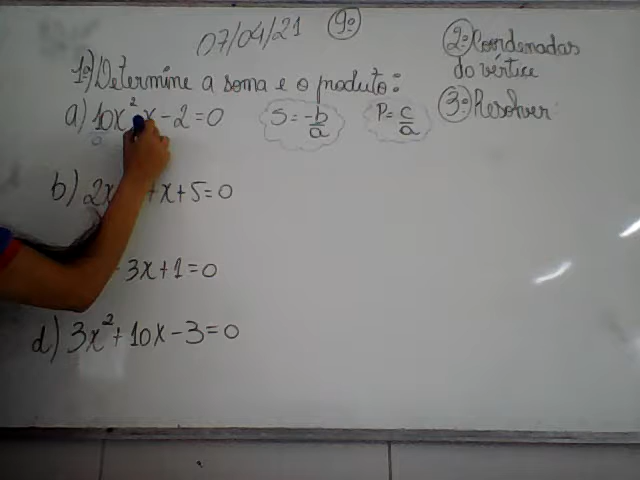 07/04/21 9º
1º) Determine a soma e o produto:
a) 10x² x - 2 = 0 S = -b/a P = c/a
b) 2x + x + 5 = 0
- 3x + 1 = 0
d) 3x² + 10x - 3 = 0
2º Coordenadas
do vértice
3º Resolver